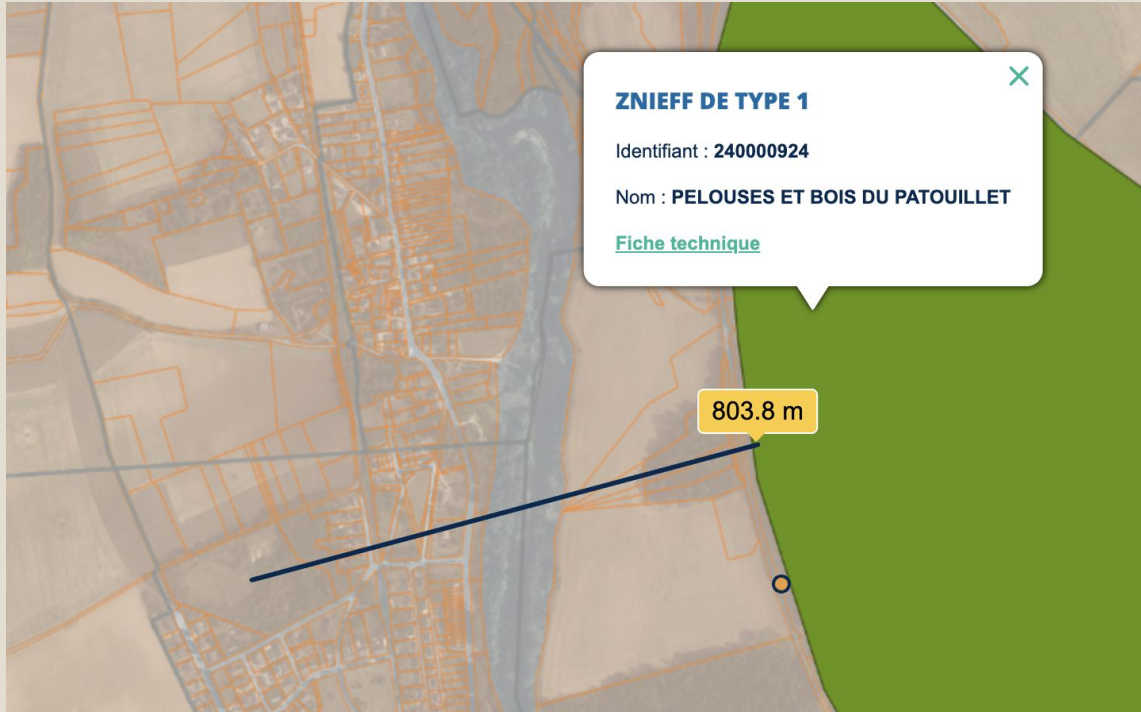 ZNIEFF DE TYPE 1
Identifiant : 240000924
Nom : PELOUSES ET BOIS DU PATOUILLET
Fiche technique
803.8 m